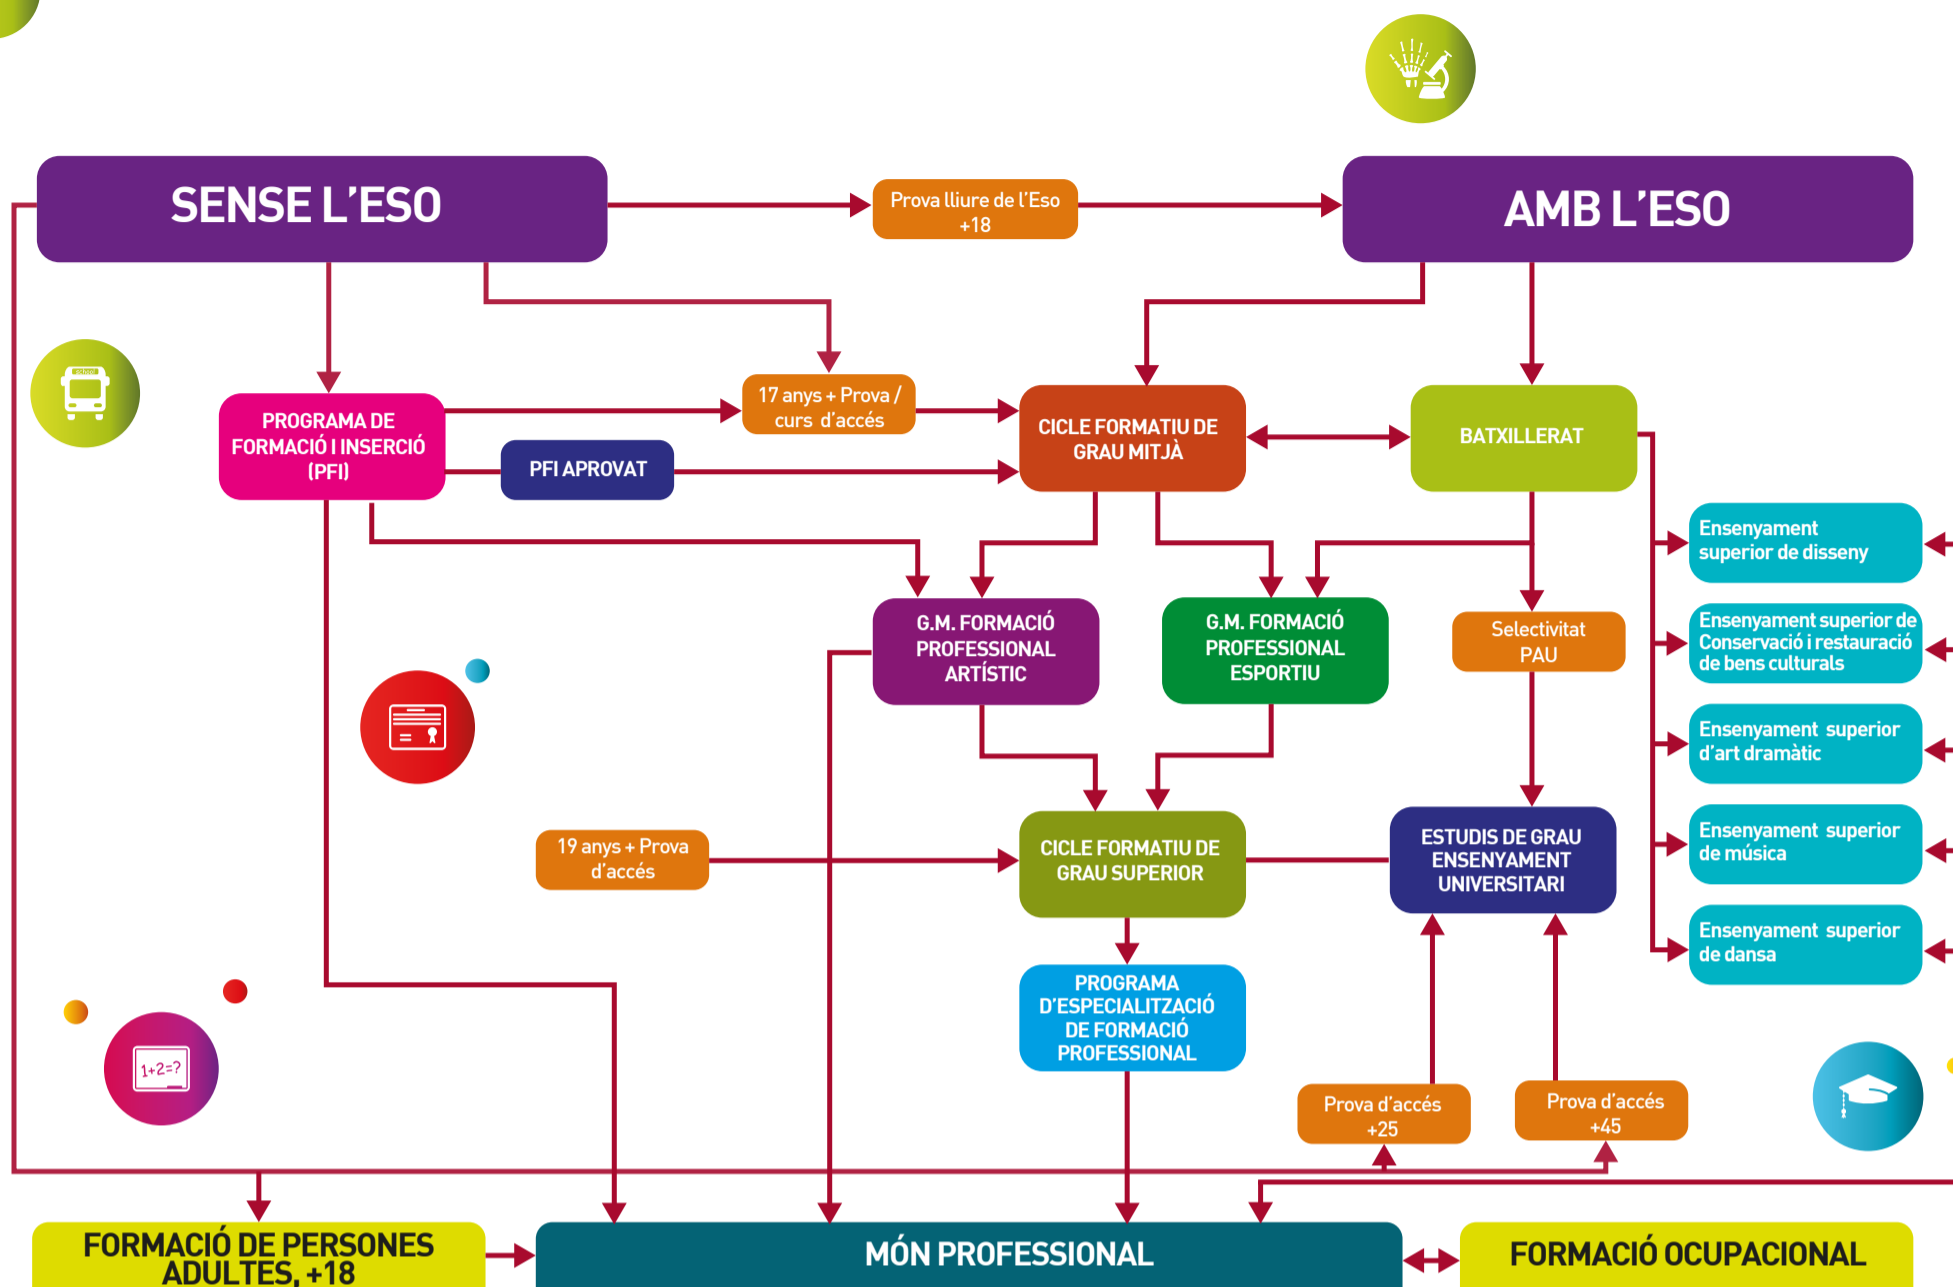 SENSE L'ESO
Prova lliure de l'Eso
+18
AMB L'ESO
school
PROGRAMA DE
FORMACIÓ I INSERCIÓ
(PFI)
17 anys + Prova /
curs d'accés
PFI APROVAT
CICLE FORMATIU DE
GRAU MITJÀ
BATXILLERAT
Ensenyament
superior de disseny
G.M. FORMACIÓ
PROFESSIONAL
ARTÍSTIC
G.M. FORMACIÓ
PROFESSIONAL
ESPORTIU
Selectivitat
PAU
Ensenyament superior de
Conservació i restauració
de bens culturals
Ensenyament superior
d'art dramàtic
19 anys + Prova
d'accés
CICLE FORMATIU DE
GRAU SUPERIOR
ESTUDIS DE GRAU
ENSENYAMENT
UNIVERSITARI
Ensenyament superior
de música
Ensenyament superior
de dansa
PROGRAMA
D'ESPECIALITZACIÓ
DE FORMACIÓ
PROFESSIONAL
1+2=?
Prova d'accés
+25
Prova d'accés
+45
FORMACIÓ DE PERSONES
ADULTES, +18
MÓN PROFESSIONAL
FORMACIÓ OCUPACIONAL